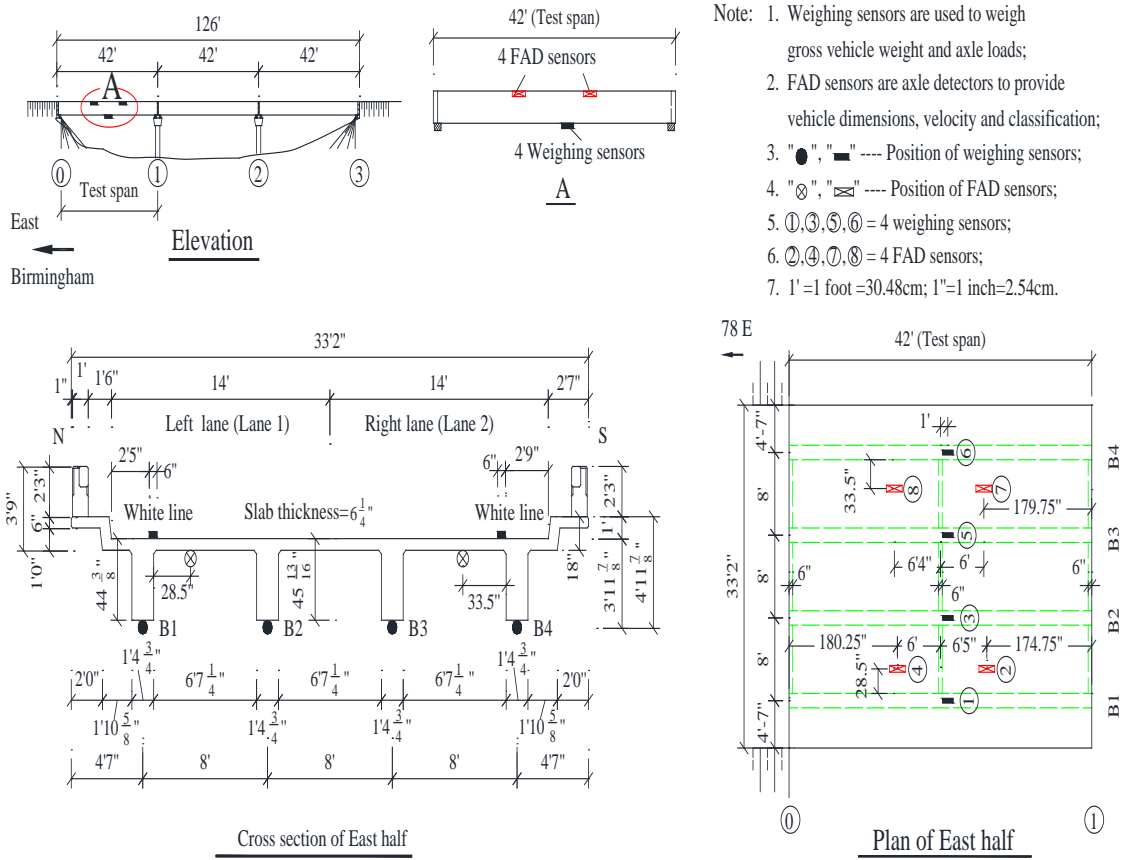 126'
42' 42' 42'
A
0 1 2 3
Test span
East
Birmingham
Elevation
42' (Test span)
4 FAD sensors
4 Weighing sensors
A
Note: 1. Weighing sensors are used to weigh
gross vehicle weight and axle loads;
2. FAD sensors are axle detectors to provide
vehicle dimensions, velocity and classification;
3. "●", "▬" ---- Position of weighing sensors;
4. "⊗", "☒" ---- Position of FAD sensors;
5. ①,③,⑤,⑥ = 4 weighing sensors;
6. ②,④,⑦,⑧ = 4 FAD sensors;
7. 1' =1 foot =30.48cm; 1"=1 inch=2.54cm.
33'2"
1" 1' 1'6" 14' 14' 2'7"
Left lane (Lane 1) Right lane (Lane 2)
N S
2'5" 6" 6" 2'9"
3'9" 2'3" 6" 1'0"
White line Slab thickness=6 1/4" White line
2'3" 1' 18" 3'11 7/8" 4'11 7/8"
44 3/8" 28.5" 45 13/16" 33.5"
B1 B2 B3 B4
1'4 3/4" 1'4 3/4"
2'0" 6'7 1/4" 6'7 1/4" 6'7 1/4" 2'0"
1'10 5/8" 1'4 3/4" 1'4 3/4" 1'10 5/8"
4'7" 8' 8' 8' 4'7"
Cross section of East half
78 E
42' (Test span)
4'-7" 1' ⑥ B4
33.5" ⑧ ⑦
8' 179.75"
⑤ B3
33'2" 8' 6" 6'4" 6' 6" 6"
③ B2
8' 180.25" 6' 6'5" 174.75"
28.5" ④ ②
4'-7" ① B1
0 1
Plan of East half